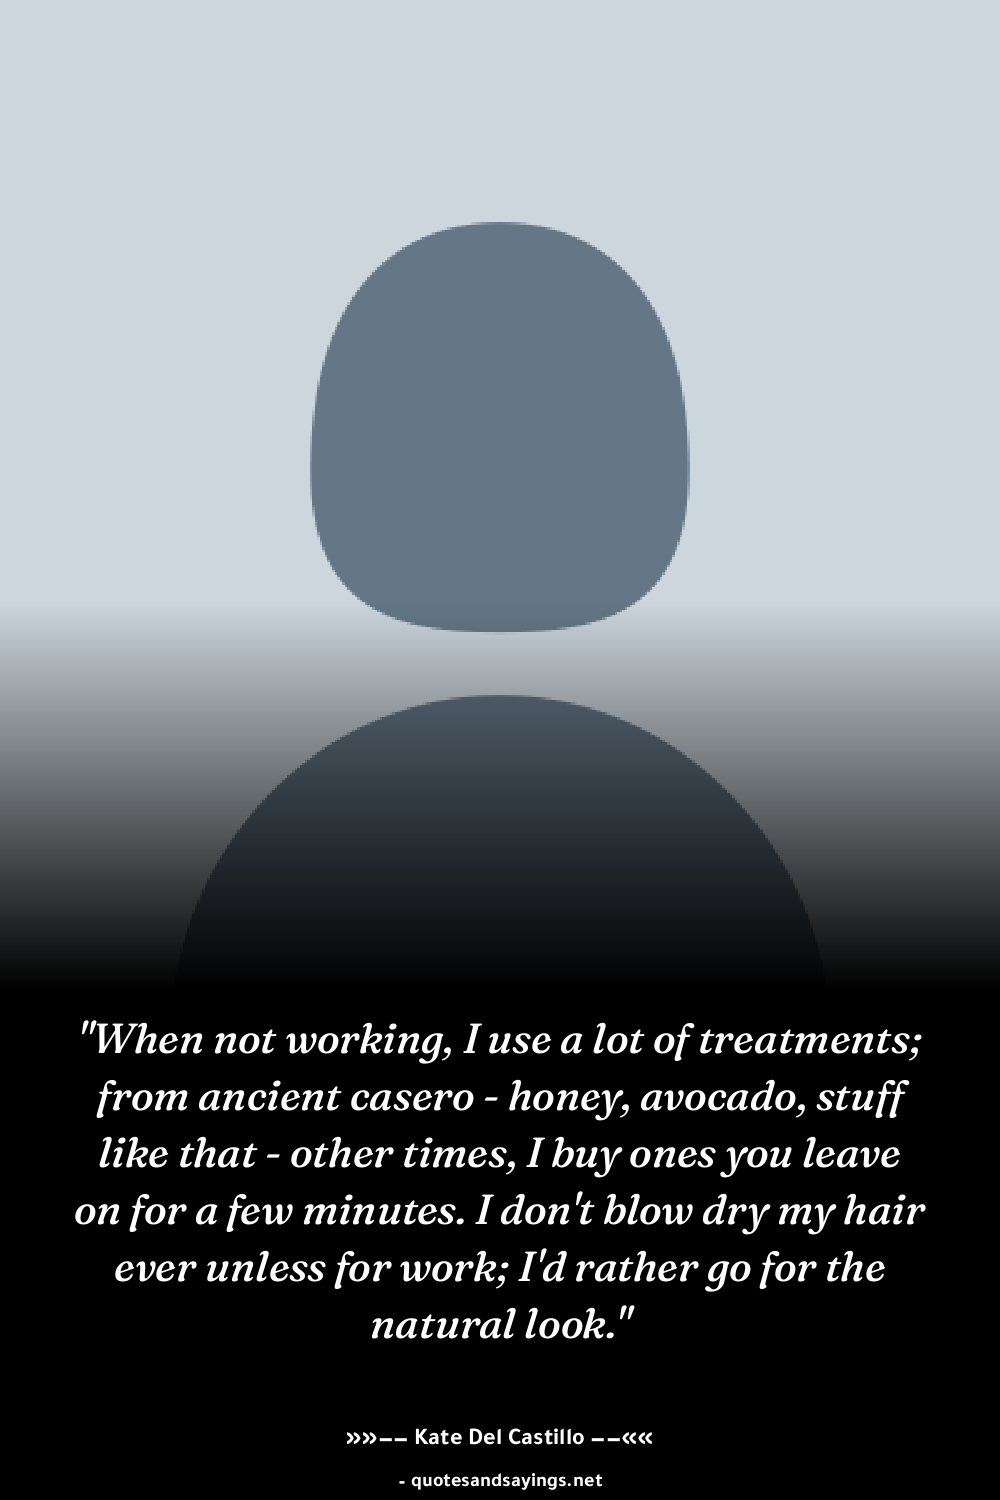 "When not working, I use a lot of treatments;
from ancient casero - honey, avocado, stuff
like that - other times, I buy ones you leave
on for a few minutes. I don't blow dry my hair
ever unless for work; I'd rather go for the
natural look."
»»—— Kate Del Castillo ——««
- quotesandsayings.net